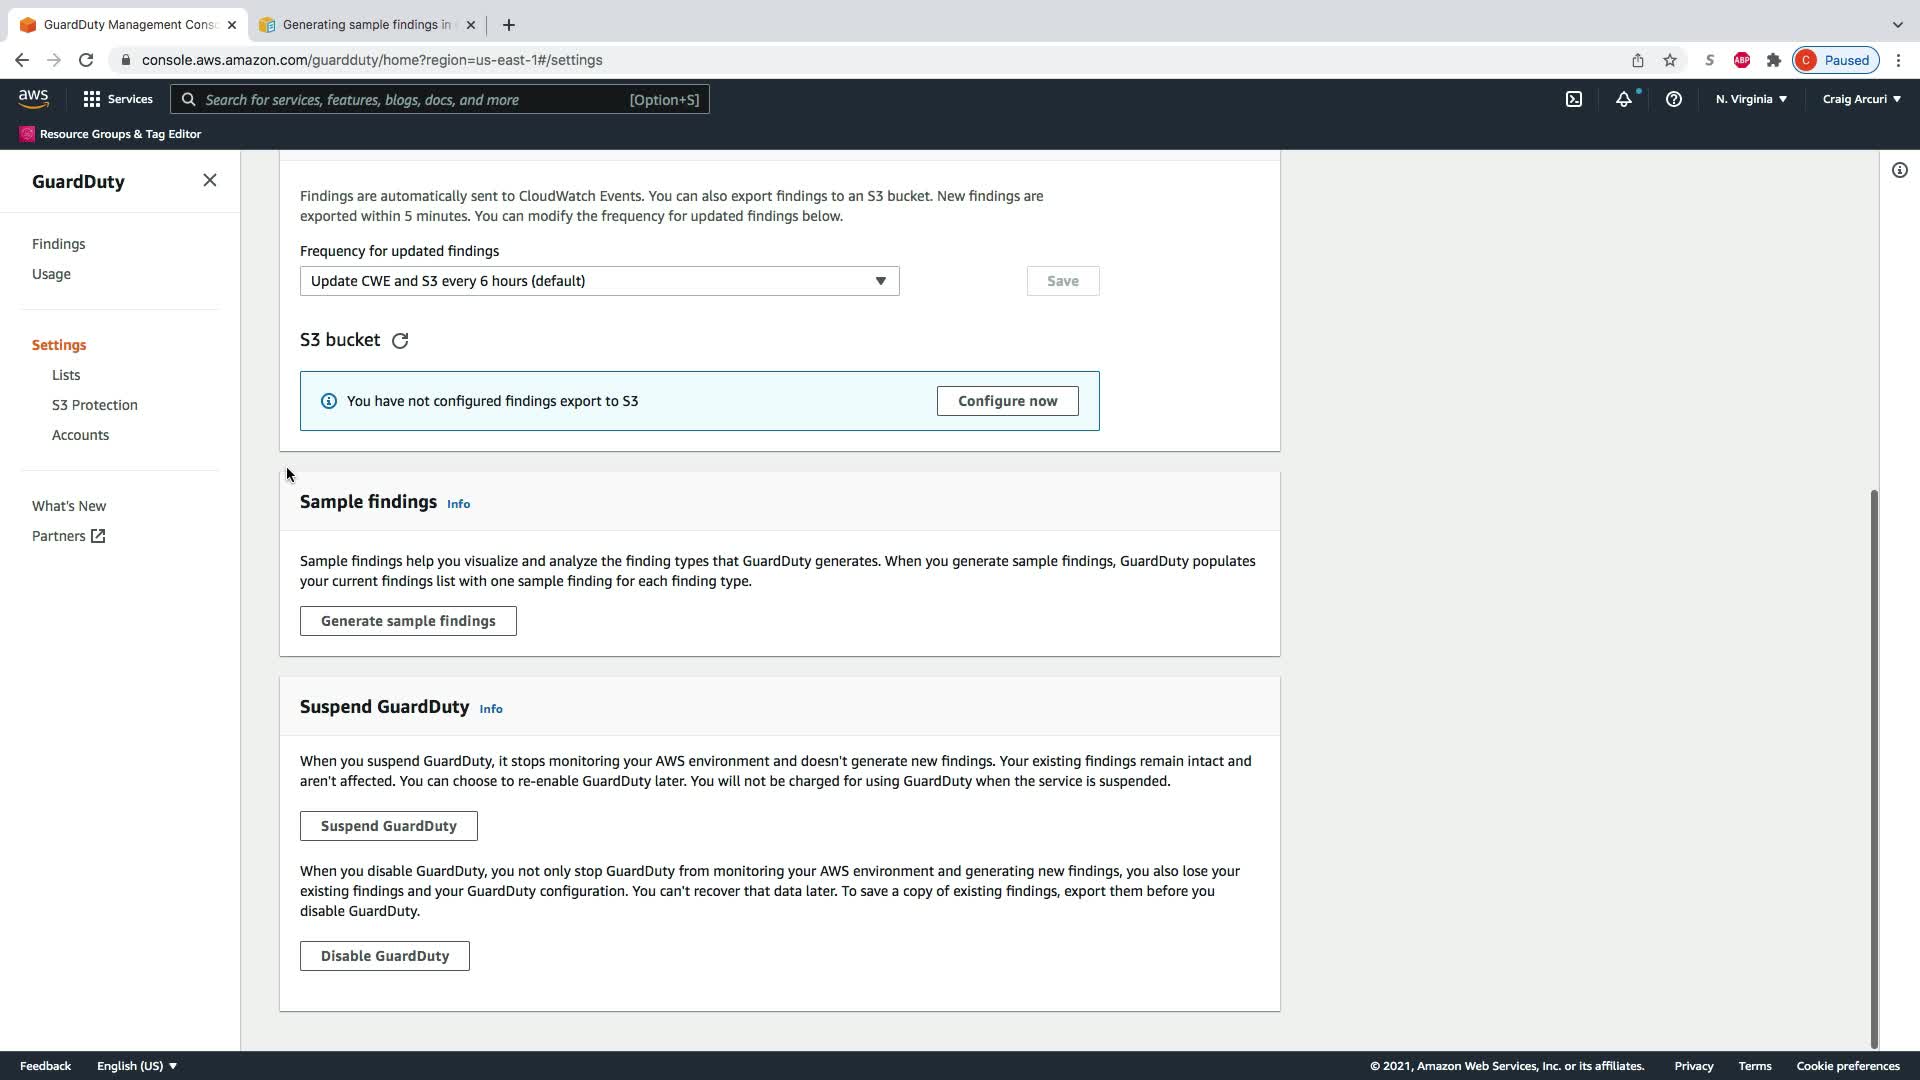 GuardDuty Management Consc
Generating sample findings in
console.aws.amazon.com/guardduty/home?region=us-east-1#/settings
S
ABP
C Paused
aws
Services
Search for services, features, blogs, docs, and more [Option+S]
N. Virginia
Craig Arcuri
Resource Groups & Tag Editor
GuardDuty
Findings
Usage
Settings
Lists
S3 Protection
Accounts
What's New
Partners
Findings are automatically sent to CloudWatch Events. You can also export findings to an S3 bucket. New findings are
exported within 5 minutes. You can modify the frequency for updated findings below.
Frequency for updated findings
Update CWE and S3 every 6 hours (default)
Save
S3 bucket
You have not configured findings export to S3
Configure now
Sample findings Info
Sample findings help you visualize and analyze the finding types that GuardDuty generates. When you generate sample findings, GuardDuty populates
your current findings list with one sample finding for each finding type.
Generate sample findings
Suspend GuardDuty Info
When you suspend GuardDuty, it stops monitoring your AWS environment and doesn't generate new findings. Your existing findings remain intact and
aren't affected. You can choose to re-enable GuardDuty later. You will not be charged for using GuardDuty when the service is suspended.
Suspend GuardDuty
When you disable GuardDuty, you not only stop GuardDuty from monitoring your AWS environment and generating new findings, you also lose your
existing findings and your GuardDuty configuration. You can't recover that data later. To save a copy of existing findings, export them before you
disable GuardDuty.
Disable GuardDuty
Feedback
English (US)
© 2021, Amazon Web Services, Inc. or its affiliates.
Privacy
Terms
Cookie preferences